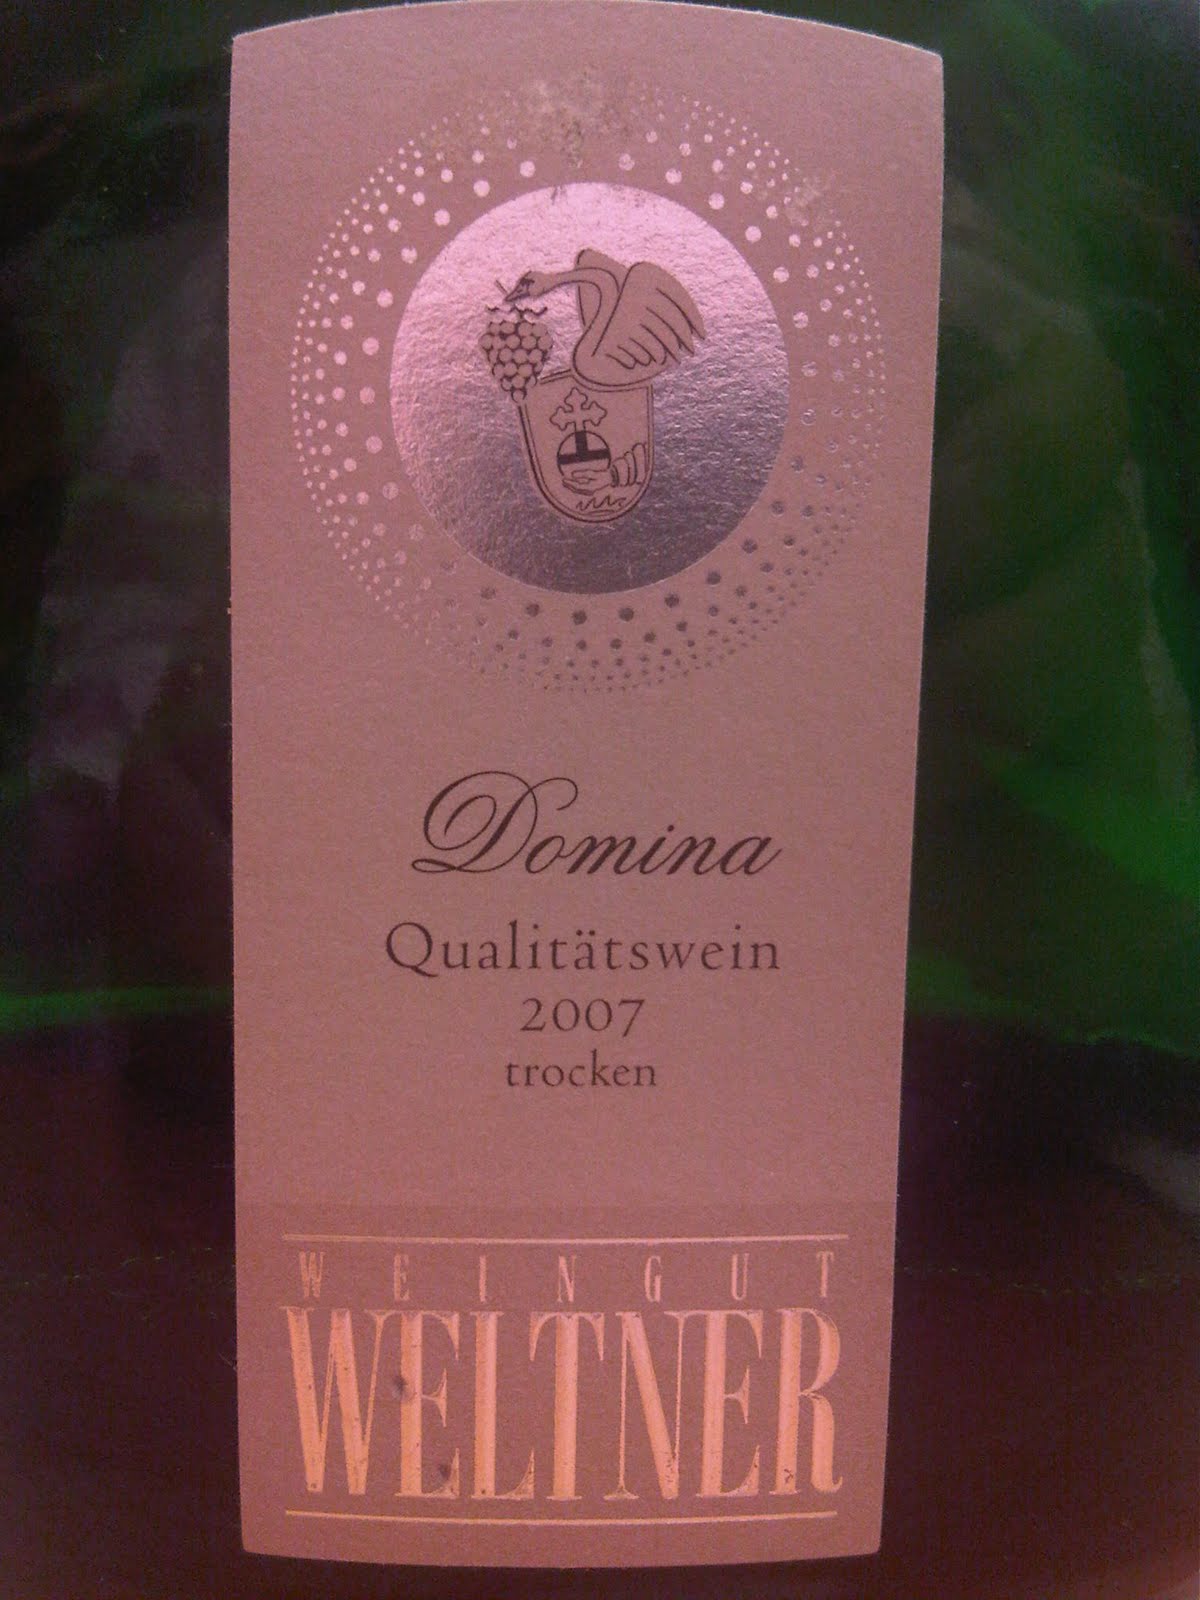 Domina
Qualitätswein
2007
trocken
WEINGUT
WELTNER